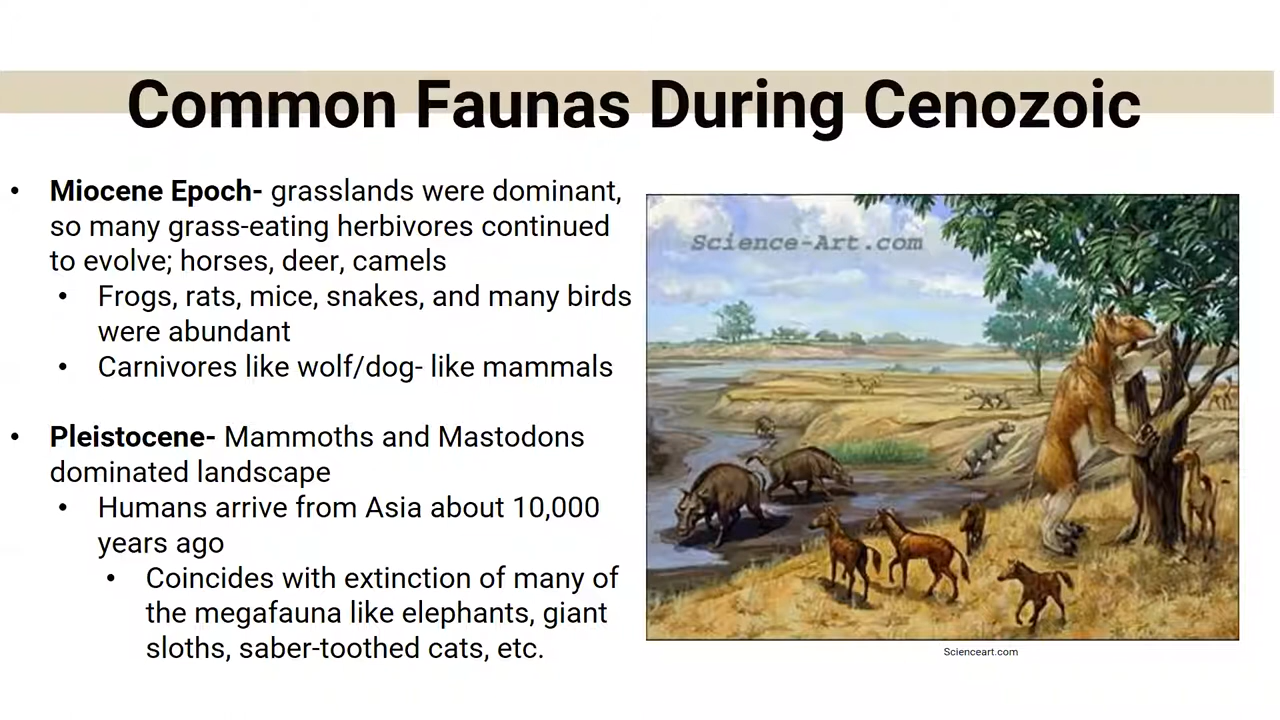 Common Faunas During Cenozoic
• Miocene Epoch- grasslands were dominant,
so many grass-eating herbivores continued
to evolve; horses, deer, camels
• Frogs, rats, mice, snakes, and many birds
were abundant
• Carnivores like wolf/dog- like mammals
• Pleistocene- Mammoths and Mastodons
dominated landscape
• Humans arrive from Asia about 10,000
years ago
• Coincides with extinction of many of
the megafauna like elephants, giant
sloths, saber-toothed cats, etc.
Science-Art.com
Scienceart.com